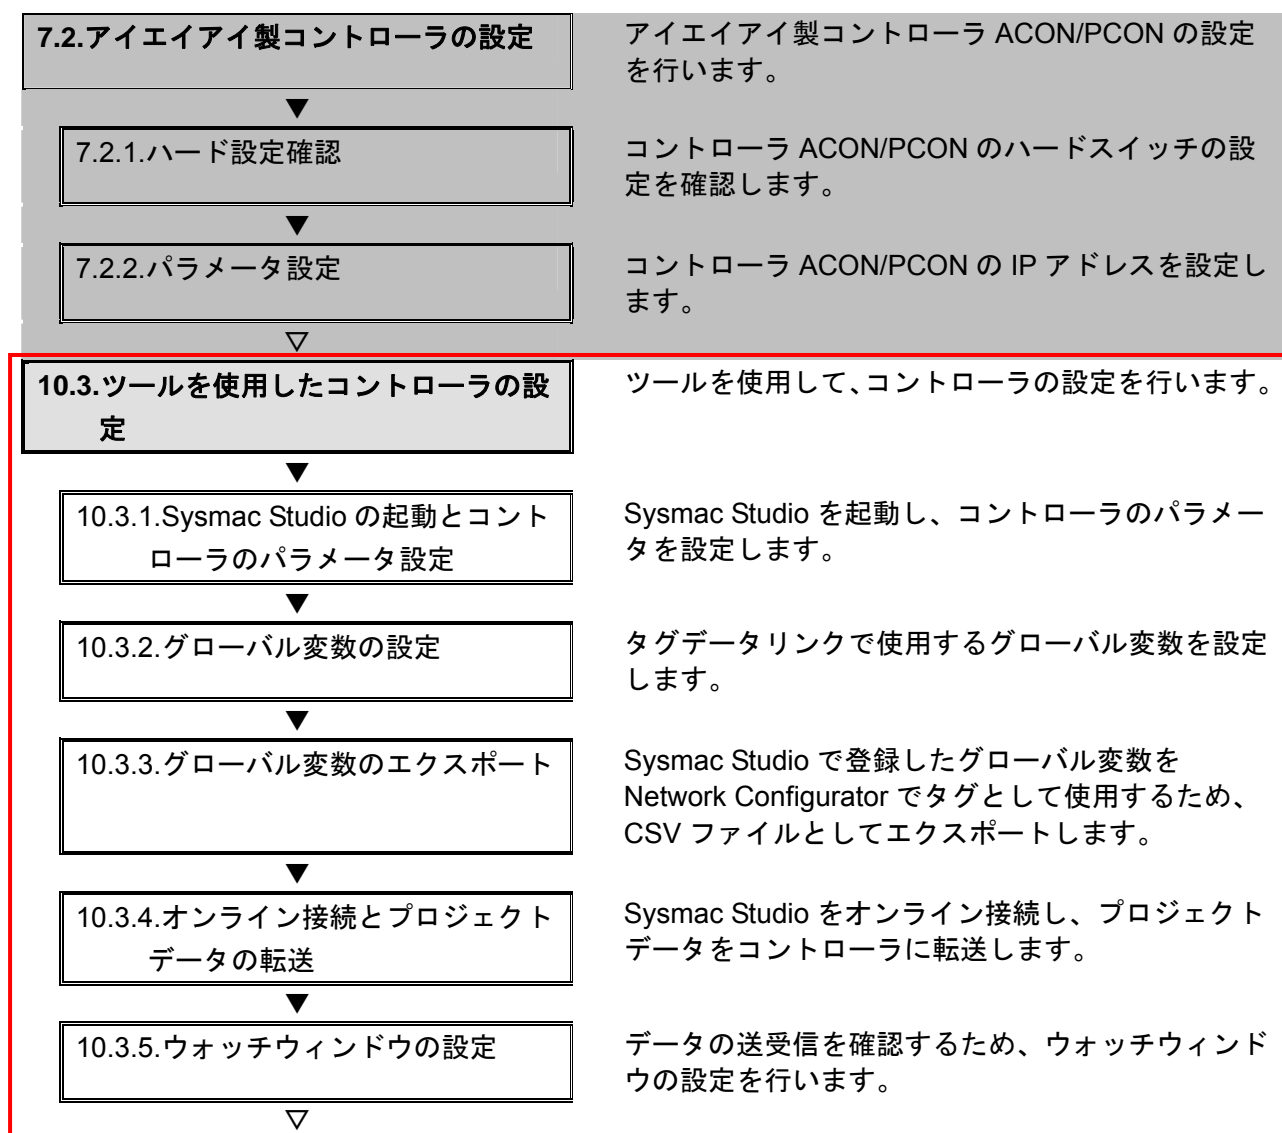 7.2.アイエイアイ製コントローラの設定
アイエイアイ製コントローラ ACON/PCON の設定
を行います。
▼
7.2.1.ハード設定確認
コントローラ ACON/PCON のハードスイッチの設
定を確認します。
▼
7.2.2.パラメータ設定
コントローラ ACON/PCON の IP アドレスを設定し
ます。
▽
10.3.ツールを使用したコントローラの設
定
ツールを使用して、コントローラの設定を行います。
▼
10.3.1.Sysmac Studio の起動とコント
ローラのパラメータ設定
Sysmac Studio を起動し、コントローラのパラメー
タを設定します。
▼
10.3.2.グローバル変数の設定
タグデータリンクで使用するグローバル変数を設定
します。
▼
10.3.3.グローバル変数のエクスポート
Sysmac Studio で登録したグローバル変数を
Network Configurator でタグとして使用するため、
CSV ファイルとしてエクスポートします。
▼
10.3.4.オンライン接続とプロジェクト
データの転送
Sysmac Studio をオンライン接続し、プロジェクト
データをコントローラに転送します。
▼
10.3.5.ウォッチウィンドウの設定
データの送受信を確認するため、ウォッチウィンド
ウの設定を行います。
▽